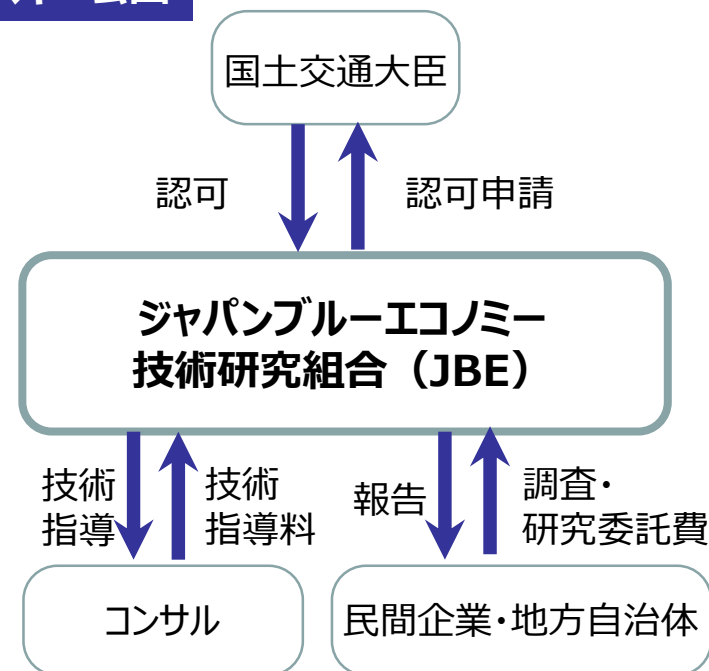 国土交通大臣
認可
認可申請
ジャパンブルーエコノミー
技術研究組合（JBE）
技術
指導
技術
指導料
報告
調査・
研究委託費
コンサル
民間企業・地方自治体